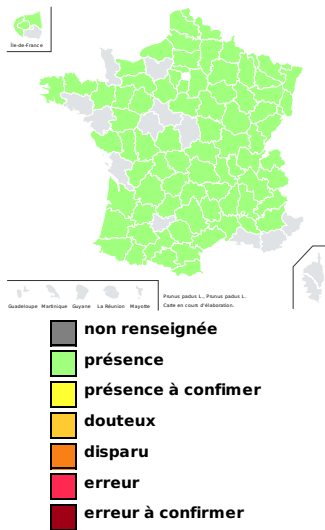 Île-de-France
Guadeloupe Martinique Guyane La Réunion Mayotte
Prunus padus L., Prunus padus L.
Carte en cours d'élaboration.
non renseignée
présence
présence à confimer
douteux
disparu
erreur
erreur à confirmer